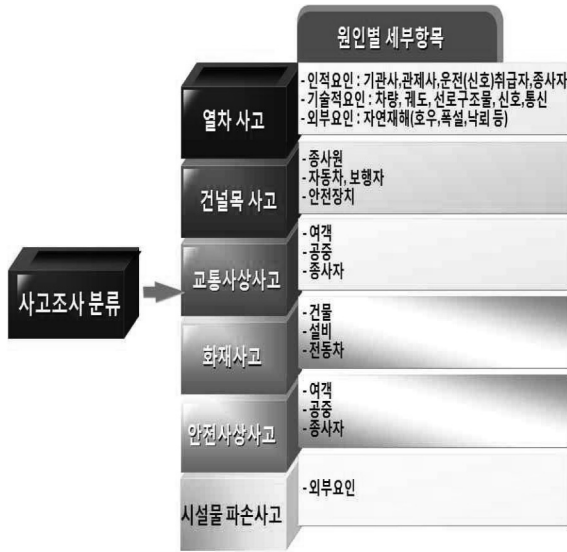 원인별 세부항목
열차 사고
- 인적요인 : 기관사,관제사,운전(신호)취급자,종사자
- 기술적요인 : 차량, 궤도, 선로구조물, 신호,통신
- 외부요인 : 자연재해(호우,폭설,낙뢰 등)
건널목 사고
- 종사원
- 자동차, 보행자
- 안전장치
사고조사 분류
교통사상사고
- 여객
- 공중
- 종사자
화재사고
- 건물
- 설비
- 전동차
안전사상사고
- 여객
- 공중
- 종사자
시설물 파손사고
- 외부요인